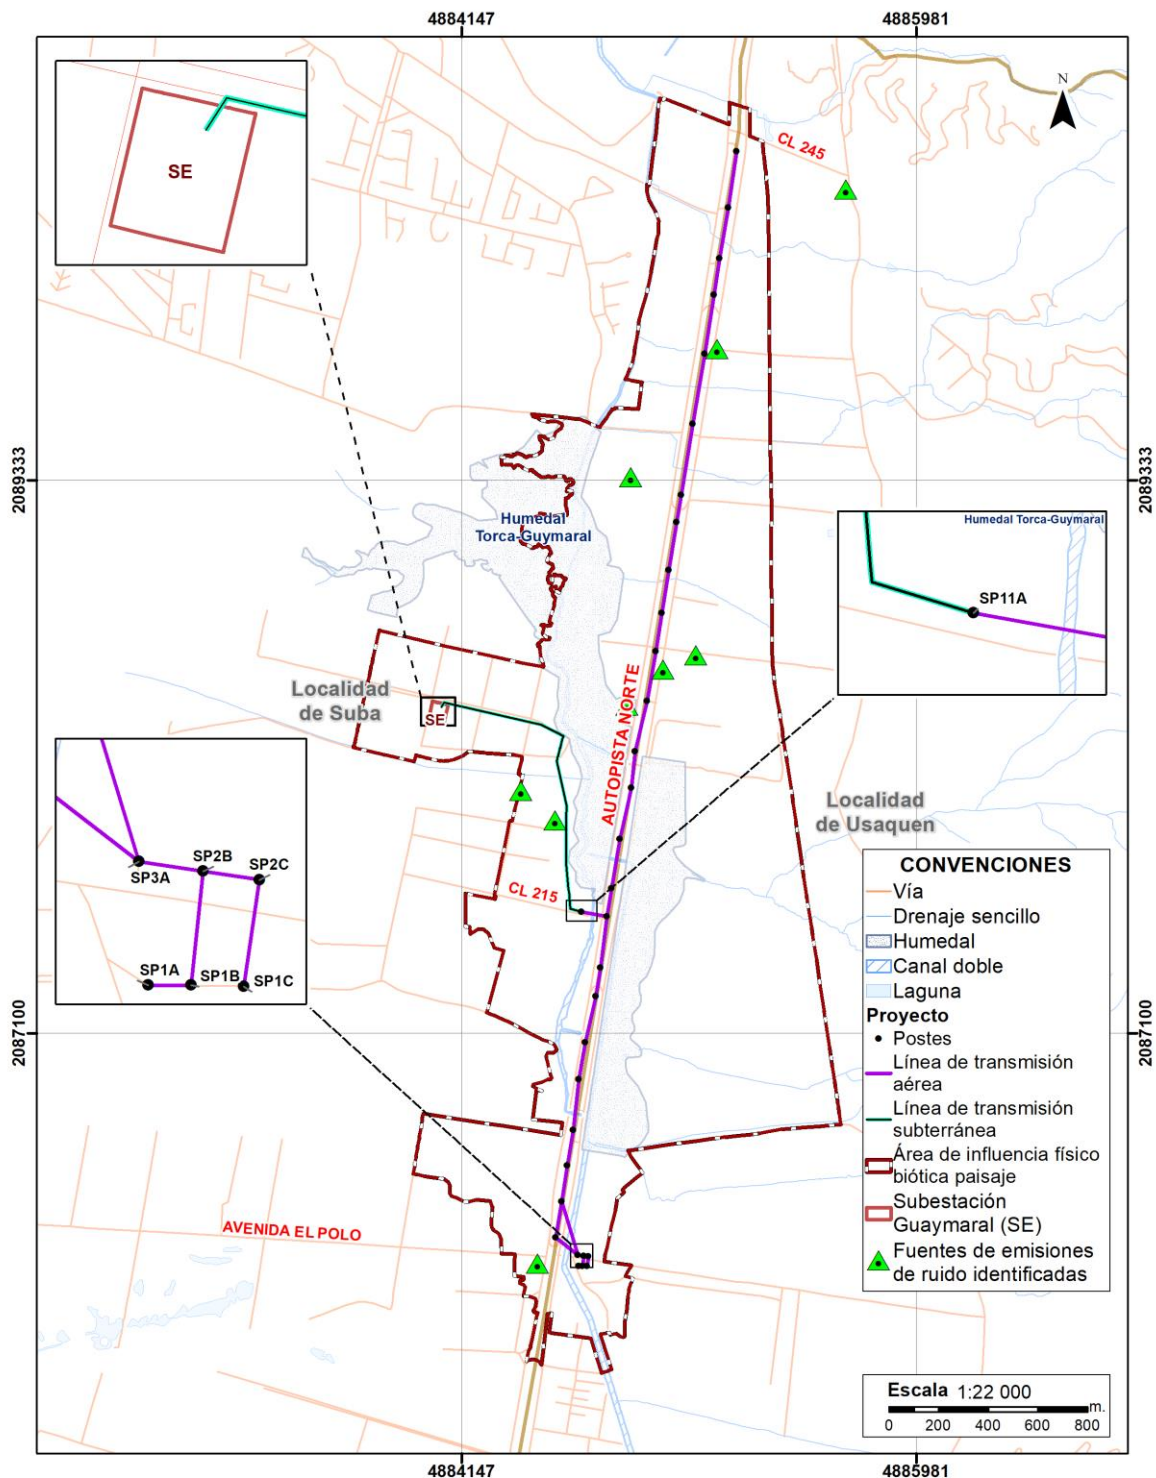 4884147
4885981
N
CL 245
SE
2089333
2089333
Humedal
Torca-Guymaral
Humedal Torca-Guymaral
SP11A
Localidad
de Suba
SE
AUTOPISTA NORTE
Localidad
de Usaquen
SP3A
SP2B
SP2C
SP1A
SP1B
SP1C
CL 215
2087100
2087100
AVENIDA EL POLO
CONVENCIONES
Vía
Drenaje sencillo
Humedal
Canal doble
Laguna
Proyecto
Postes
Línea de transmisión
aérea
Línea de transmisión
subterránea
Área de influencia físico
biótica paisaje
Subestación
Guaymaral (SE)
Fuentes de emisiones
de ruido identificadas
Escala 1:22 000
m.
0 200 400 600 800
4884147
4885981